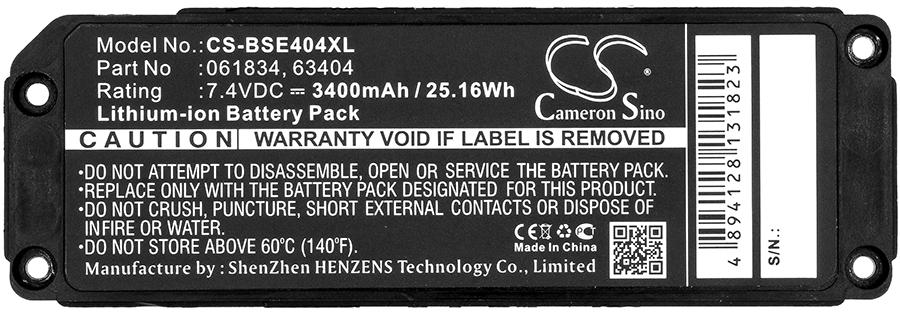 Model No.: CS-BSE404XL
Part No : 061834, 63404
Rating : 7.4VDC ⎓ 3400mAh / 25.16Wh
Lithium-ion Battery Pack
CS
Cameron Sino
CAUTION WARRANTY VOID IF LABEL IS REMOVED
•DO NOT ATTEMPT TO DISASSEMBLE, OPEN OR SERVICE THE BATTERY PACK.
•REPLACE ONLY WITH THE BATTERY PACK DESIGNATED FOR THIS PRODUCT.
•DO NOT CRUSH, PUNCTURE, SHORT EXTERNAL CONTACTS OR DISPOSE OF
INFIRE OR WATER.
•DO NOT STORE ABOVE 60°C (140°F).
CE
Made In China
Manufacture by : ShenZhen HENZENS Technology Co., Limited
4 894128 131823
S/N.: